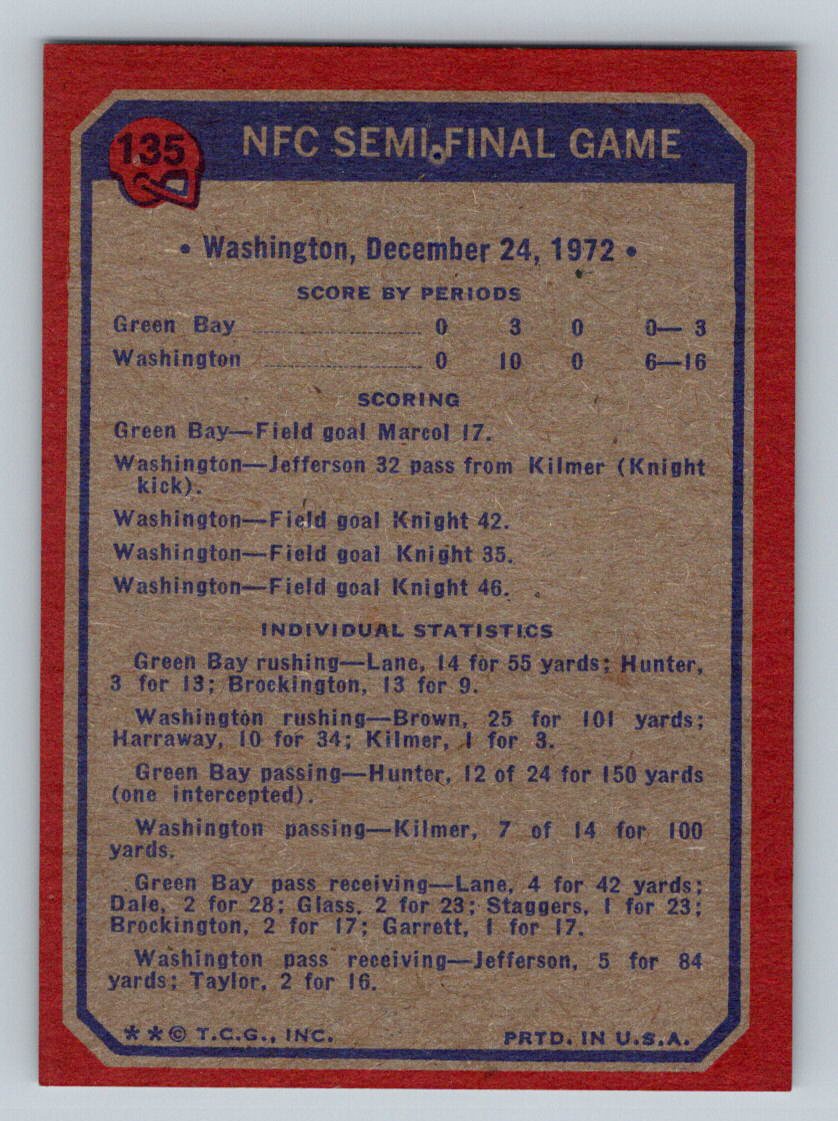 135
NFC SEMI-FINAL GAME
• Washington, December 24, 1972 •
SCORE BY PERIODS
Green Bay ........................ 0 3 0 0— 3
Washington ........................ 0 10 0 6—16
SCORING
Green Bay—Field goal Marcol 17.
Washington—Jefferson 32 pass from Kilmer (Knight
kick).
Washington—Field goal Knight 42.
Washington—Field goal Knight 35.
Washington—Field goal Knight 46.
INDIVIDUAL STATISTICS
Green Bay rushing—Lane, 14 for 55 yards; Hunter,
3 for 13; Brockington, 13 for 9.
Washington rushing—Brown, 25 for 101 yards;
Harraway, 10 for 34; Kilmer, 1 for 3.
Green Bay passing—Hunter, 12 of 24 for 150 yards
(one intercepted).
Washington passing—Kilmer, 7 of 14 for 100
yards.
Green Bay pass receiving—Lane, 4 for 42 yards;
Dale, 2 for 28; Glass, 2 for 23; Staggers, 1 for 23;
Brockington, 2 for 17; Garrett, 1 for 17.
Washington pass receiving—Jefferson, 5 for 84
yards; Taylor, 2 for 16.
**© T.C.G., INC. PRTD. IN U.S.A.